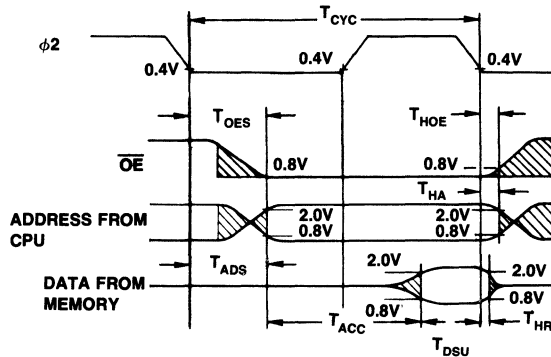 T_CYC
ϕ2
0.4V 0.4V 0.4V
T_OES T_HOE
OE 0.8V 0.8V
T_HA
ADDRESS FROM CPU 2.0V 0.8V 2.0V 0.8V
T_ADS
DATA FROM MEMORY 2.0V 0.8V 2.0V 0.8V
T_ACC T_HR
T_DSU